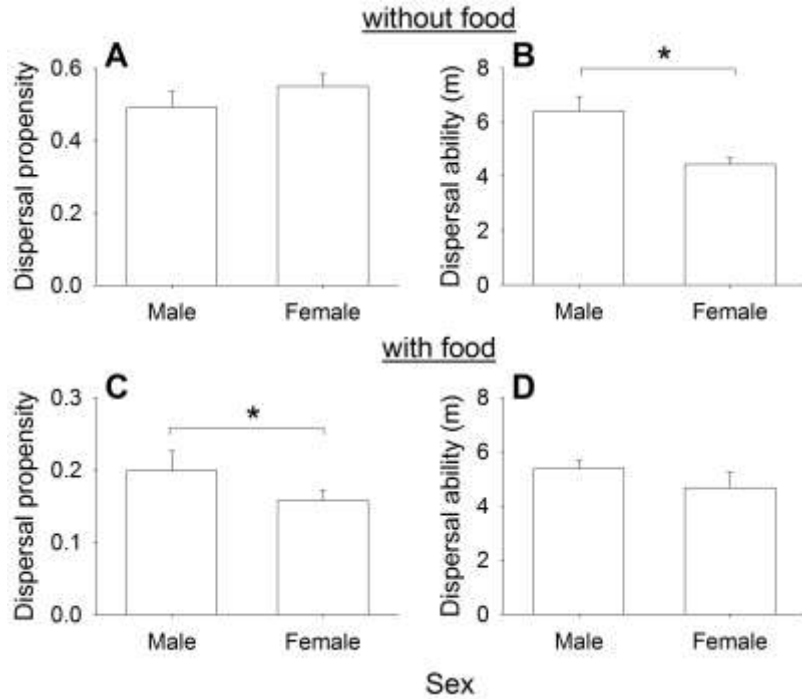 without food
A
Dispersal propensity
0.6
0.4
0.2
0.0
Male Female
B
Dispersal ability (m)
8
6
4
2
0
*
Male Female
with food
C
Dispersal propensity
0.3
0.2
0.1
0.0
*
Male Female
D
Dispersal ability (m)
8
6
4
2
0
Male Female
Sex